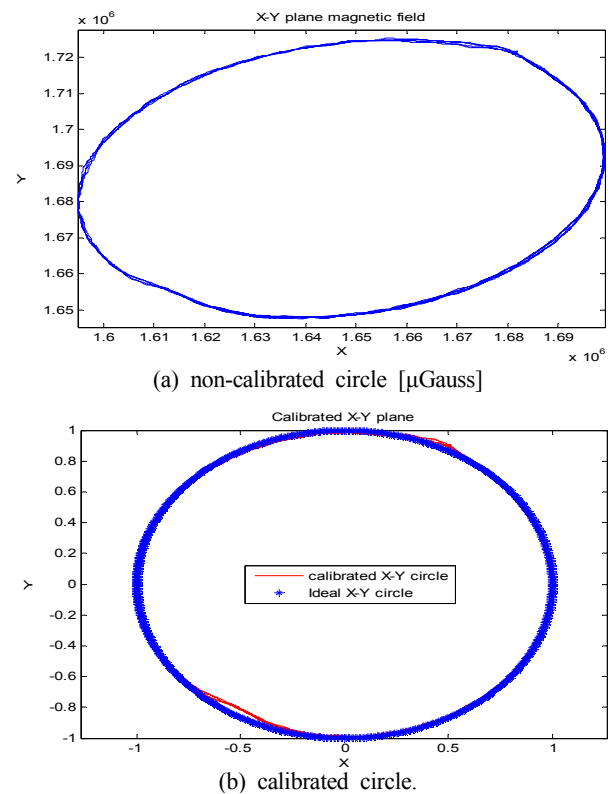 X-Y plane magnetic field
x 10⁶
1.72
1.71
1.7
1.69
1.68
1.67
1.66
1.65
Y
1.6 1.61 1.62 1.63 1.64 1.65 1.66 1.67 1.68 1.69
X
x 10⁶
(a) non-calibrated circle [μGauss]
Calibrated X-Y plane
1
0.8
0.6
0.4
0.2
0
-0.2
-0.4
-0.6
-0.8
-1
Y
calibrated X-Y circle
Ideal X-Y circle
-1 -0.5 0 0.5 1
X
(b) calibrated circle.